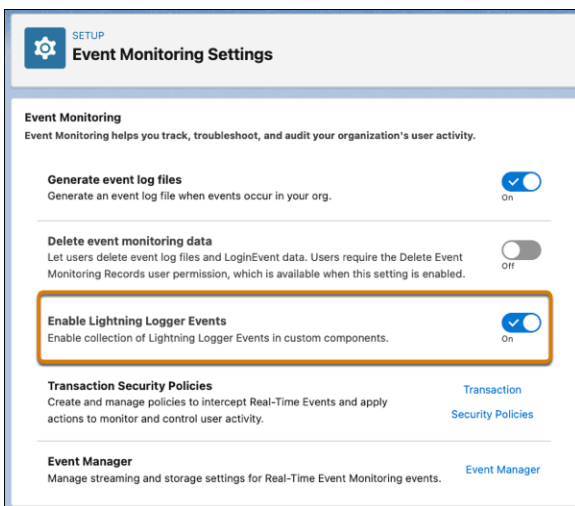 SETUP
Event Monitoring Settings
Event Monitoring
Event Monitoring helps you track, troubleshoot, and audit your organization's user activity.
Generate event log files
Generate an event log file when events occur in your org.
On
Delete event monitoring data
Let users delete event log files and LoginEvent data. Users require the Delete Event
Monitoring Records user permission, which is available when this setting is enabled.
Off
Enable Lightning Logger Events
Enable collection of Lightning Logger Events in custom components.
On
Transaction Security Policies
Create and manage policies to intercept Real-Time Events and apply
actions to monitor and control user activity.
Transaction
Security Policies
Event Manager
Manage streaming and storage settings for Real-Time Event Monitoring events.
Event Manager